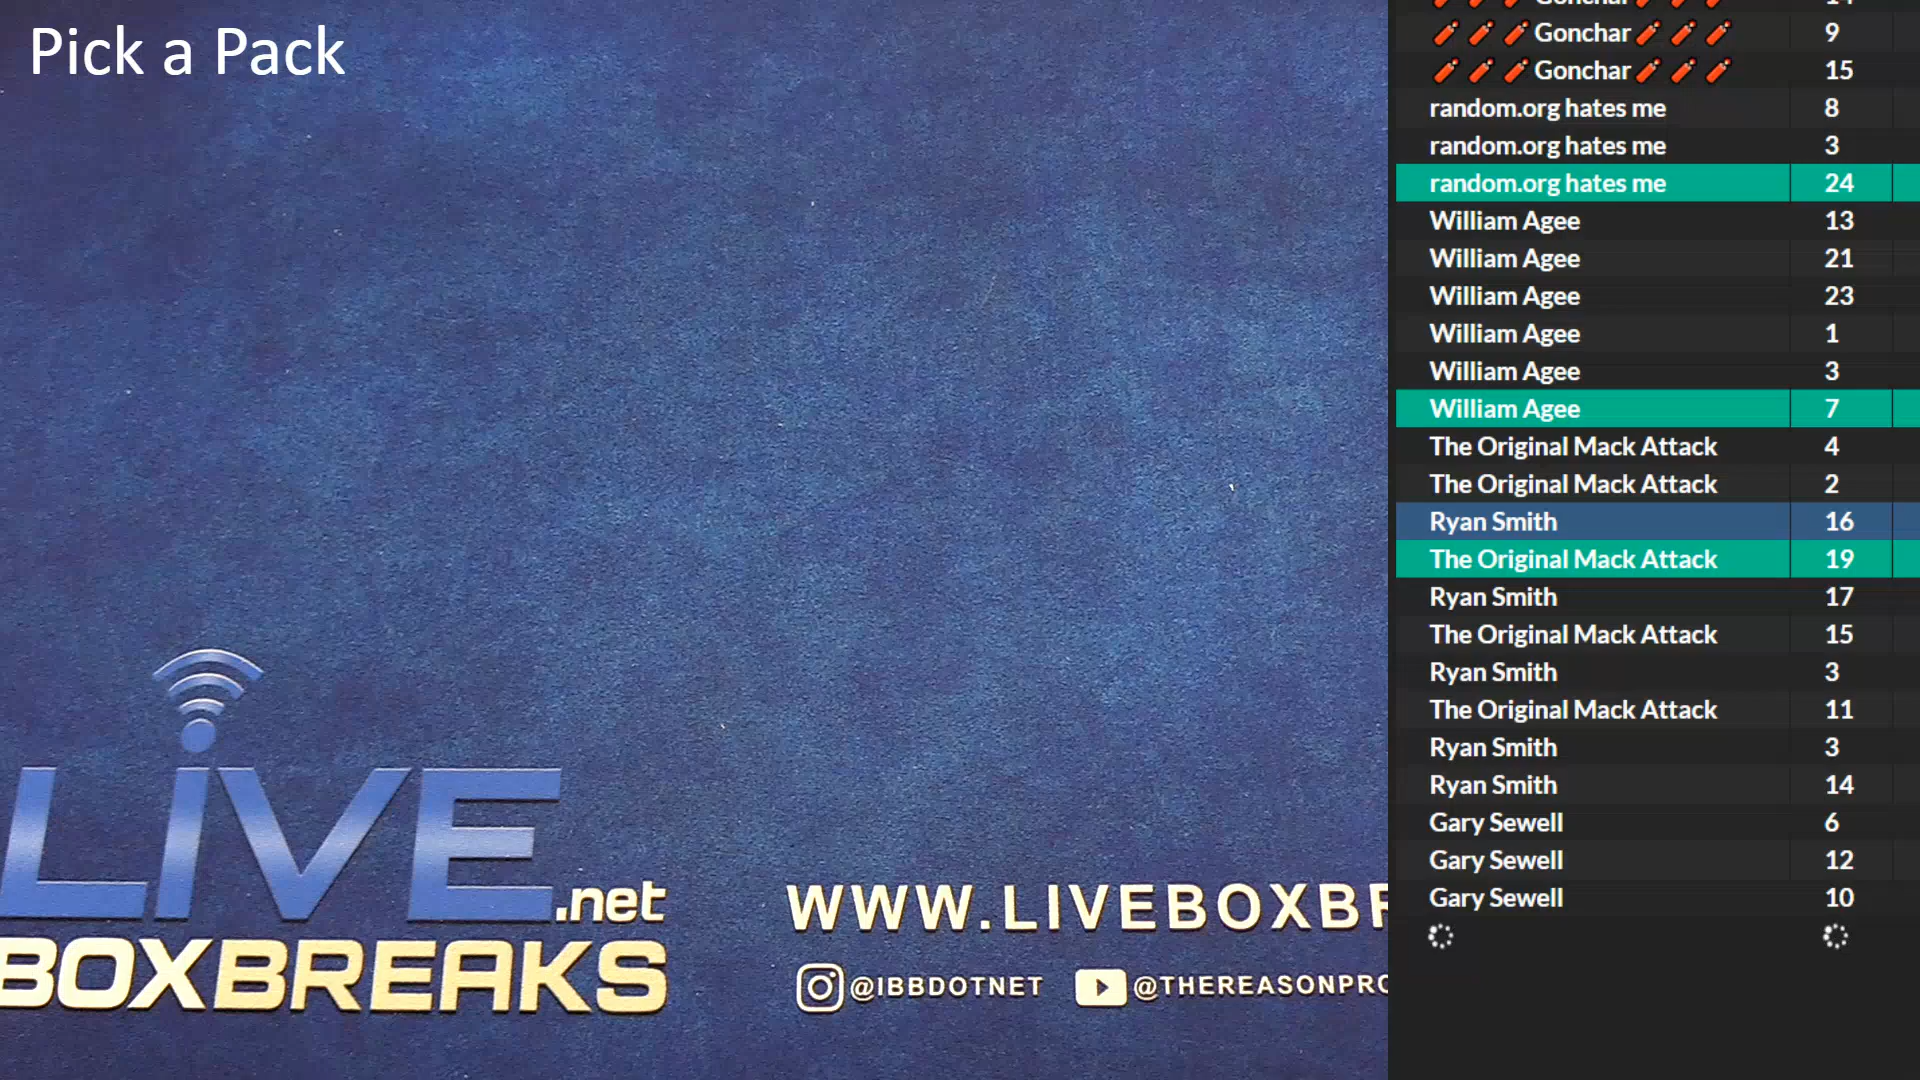 Pick a Pack
Gonchar 14
Gonchar 9
Gonchar 15
random.org hates me 8
random.org hates me 3
random.org hates me 24
William Agee 13
William Agee 21
William Agee 23
William Agee 1
William Agee 3
William Agee 7
The Original Mack Attack 4
The Original Mack Attack 2
Ryan Smith 16
The Original Mack Attack 19
Ryan Smith 17
The Original Mack Attack 15
Ryan Smith 3
The Original Mack Attack 11
Ryan Smith 3
Ryan Smith 14
Gary Sewell 6
Gary Sewell 12
Gary Sewell 10
LiVE.net
BOXBREAKS
WWW.LIVEBOXBR
@IBBDOTNET @THEREASONPRO